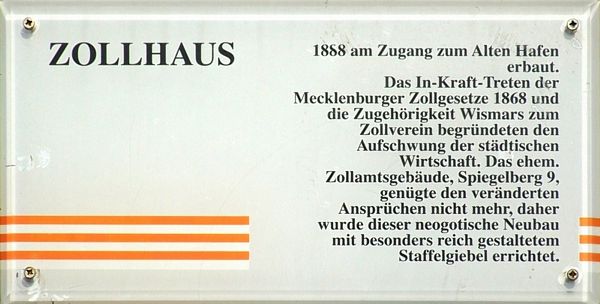 ZOLLHAUS
1888 am Zugang zum Alten Hafen
erbaut.
Das In-Kraft-Treten der
Mecklenburger Zollgesetze 1868 und
die Zugehörigkeit Wismars zum
Zollverein begründeten den
Aufschwung der städtischen
Wirtschaft. Das ehem.
Zollamtsgebäude, Spiegelberg 9,
genügte den veränderten
Ansprüchen nicht mehr, daher
wurde dieser neogotische Neubau
mit besonders reich gestaltetem
Staffelgiebel errichtet.